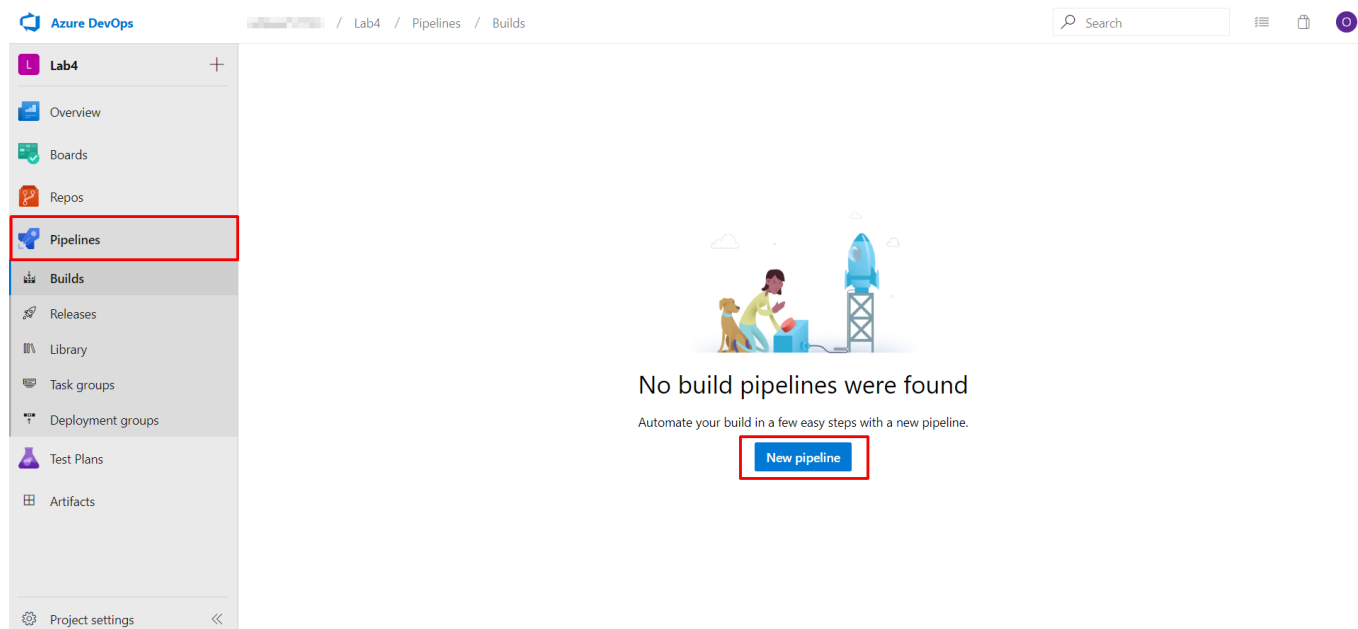 Azure DevOps
/ Lab4 / Pipelines / Builds
Search
O
L Lab4
Overview
Boards
Repos
Pipelines
Builds
Releases
Library
Task groups
Deployment groups
Test Plans
Artifacts
Project settings
No build pipelines were found
Automate your build in a few easy steps with a new pipeline.
New pipeline